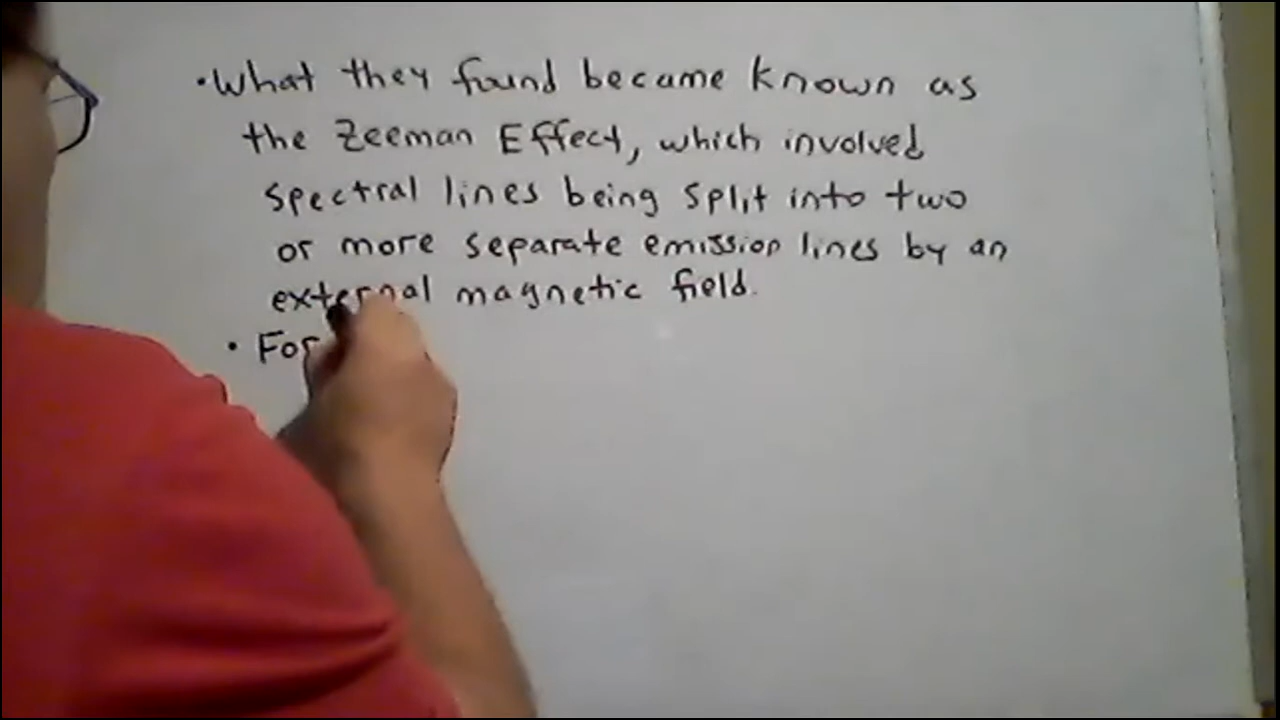 • What they found became known as
the Zeeman Effect, which involved
spectral lines being split into two
or more separate emission lines by an
external magnetic field.
• For